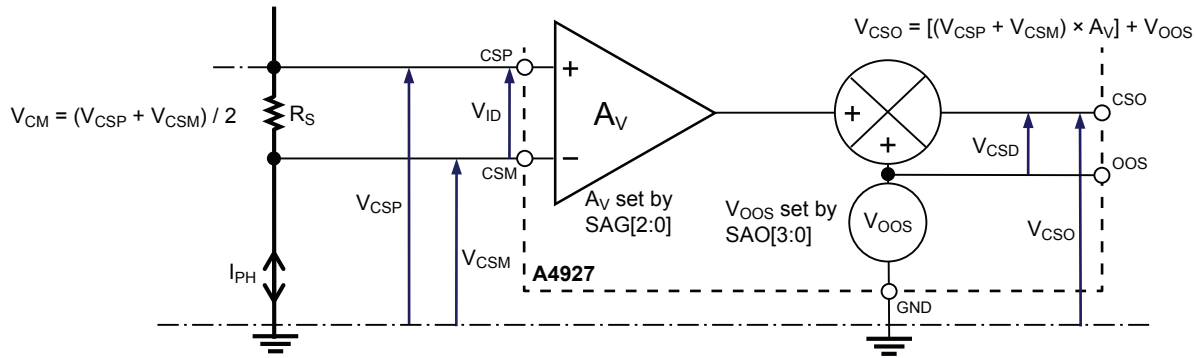 V_CSO = [(V_CSP + V_CSM) × A_V] + V_OOS
CSP
CSO
V_CM = (V_CSP + V_CSM) / 2
R_S
+
V_ID
A_V
+
+
V_CSD
CSM
−
OOS
V_CSP
A_V set by
SAG[2:0]
V_OOS set by
SAO[3:0]
V_OOS
V_CSO
V_CSM
I_PH
A4927
GND